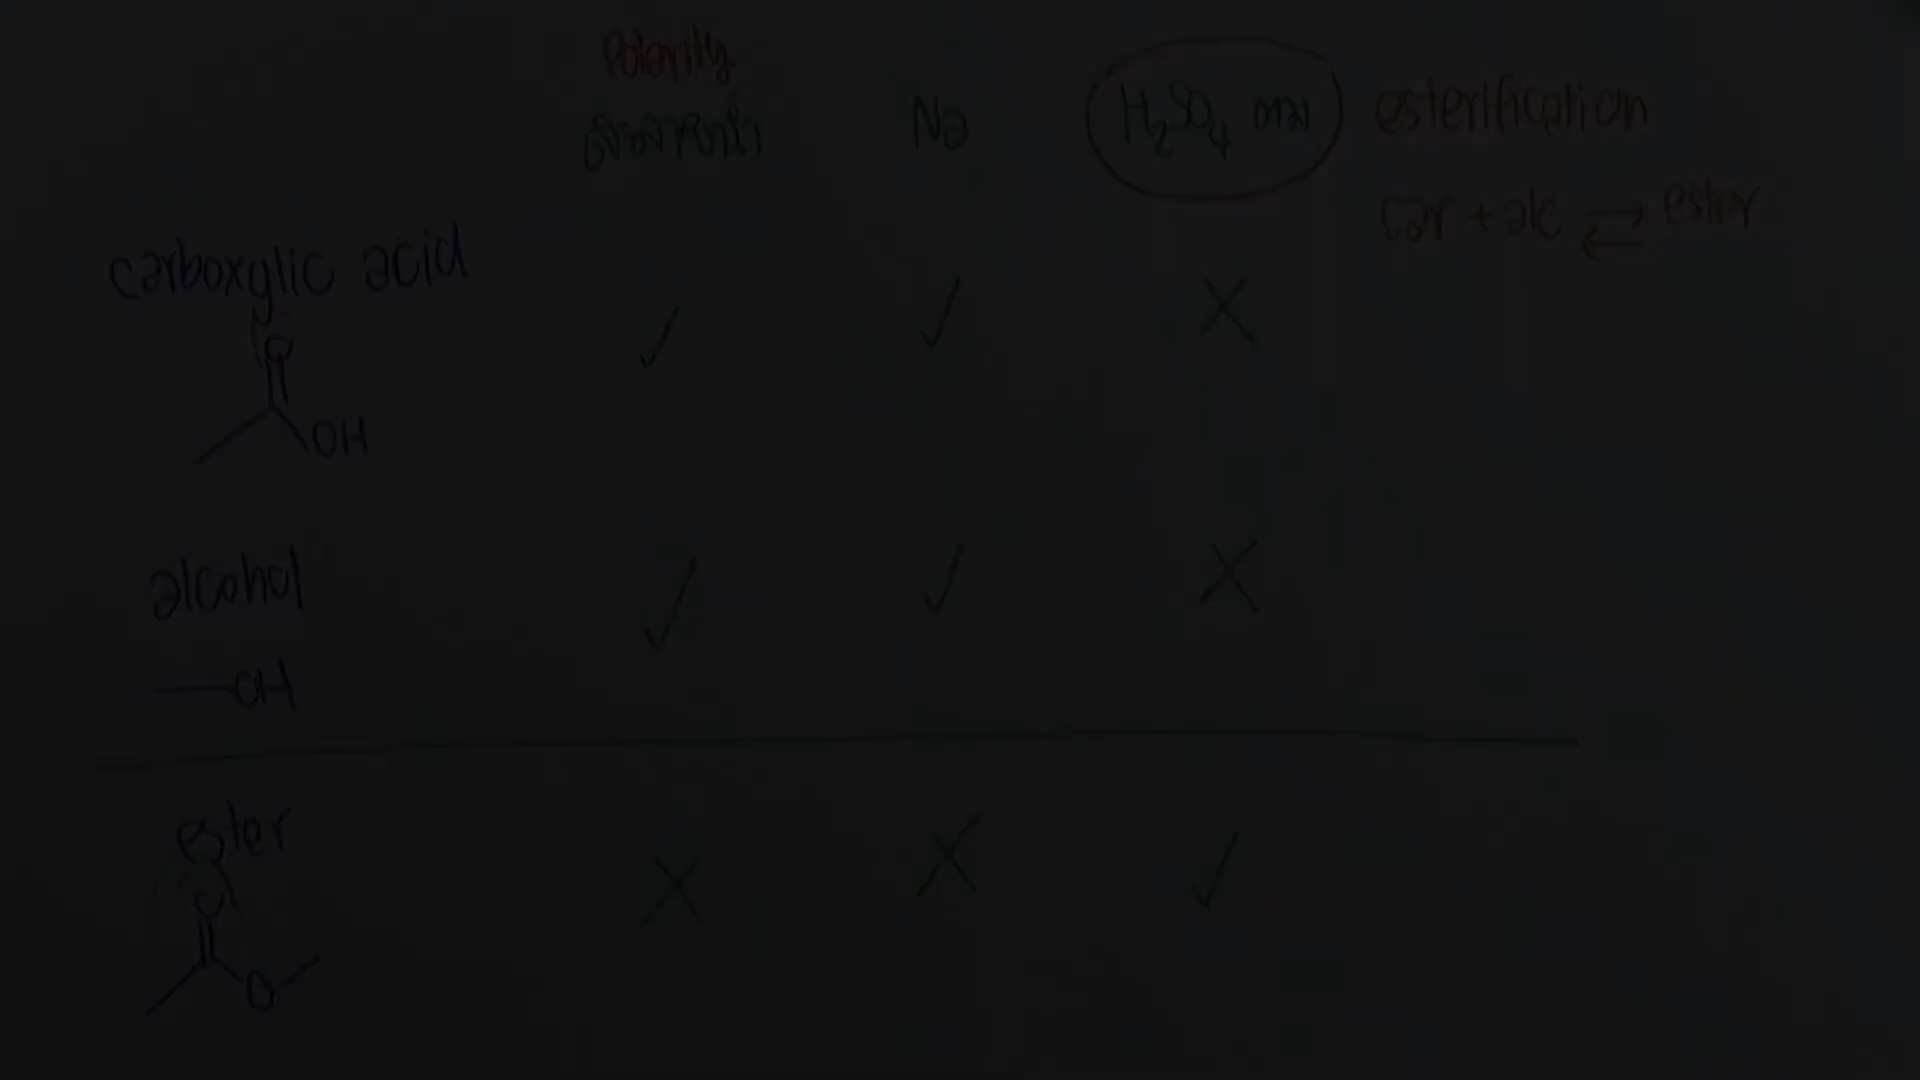 Polarity
ละลายน้ำ Na H₂SO₄ esterification
car + alc ⇌ ester
carboxylic acid
✓ ✓ X
O
OH
alcohol
✓ ✓ X
—OH
ester
X X ✓
O
O